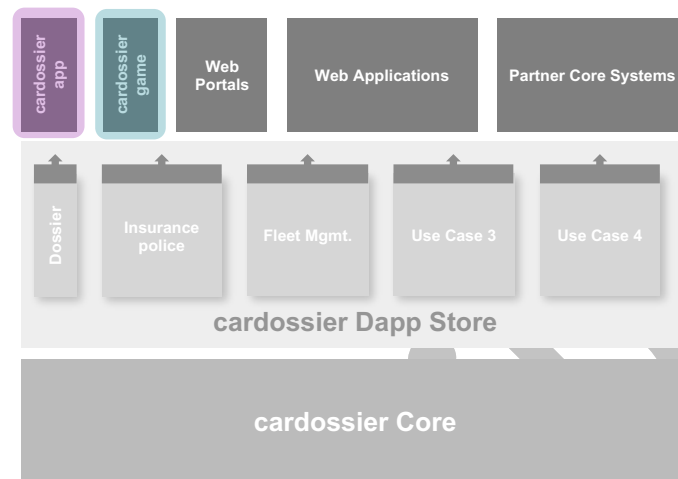 cardossier
app
cardossier
game
Web
Portals
Web Applications
Partner Core Systems
Dossier
Insurance
police
Fleet Mgmt.
Use Case 3
Use Case 4
cardossier Dapp Store
cardossier Core